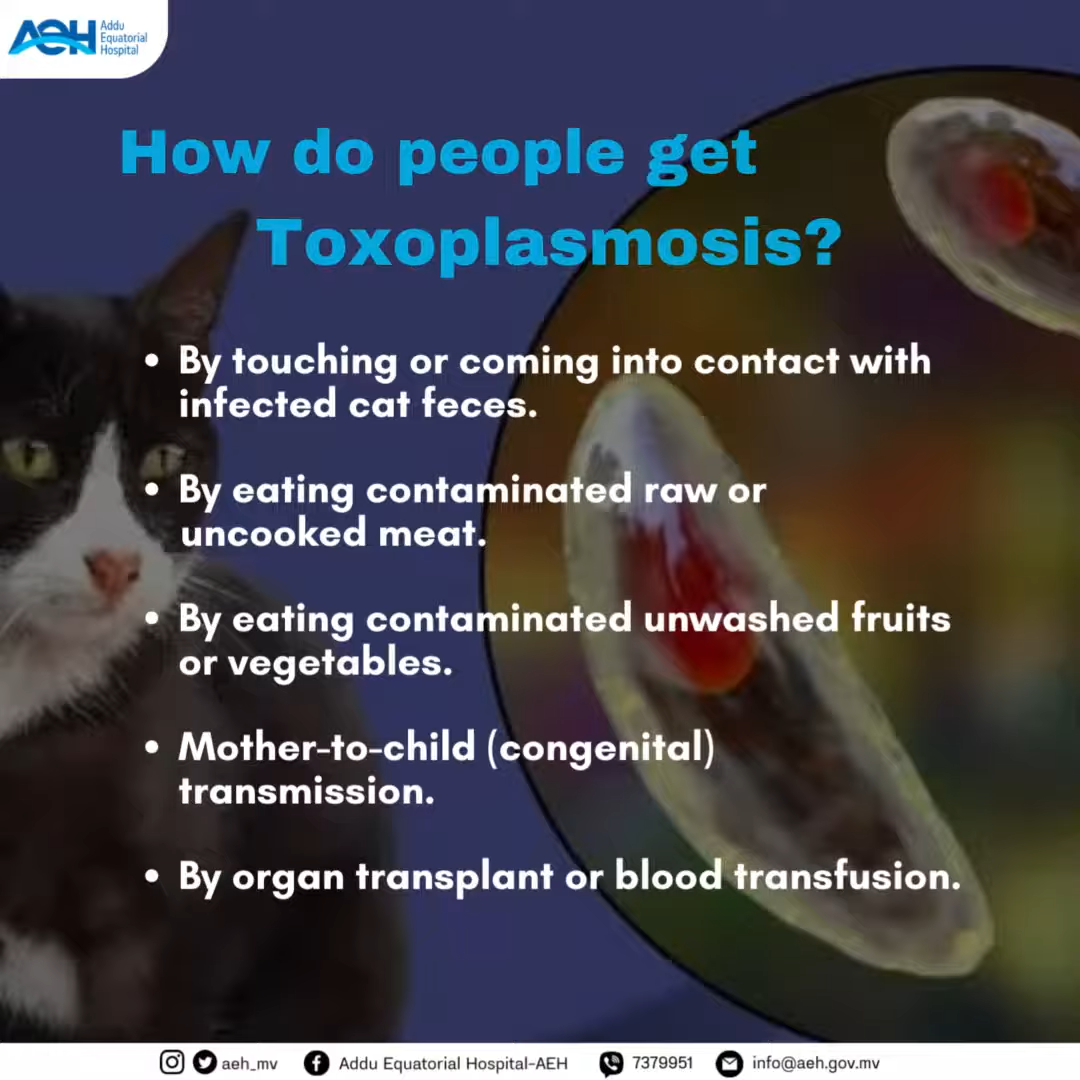 AEH
Addu
Equatorial
Hospital
How do people get
Toxoplasmosis?
• By touching or coming into contact with
infected cat feces.
• By eating contaminated raw or
uncooked meat.
• By eating contaminated unwashed fruits
or vegetables.
• Mother-to-child (congenital)
transmission.
• By organ transplant or blood transfusion.
aeh_mv Addu Equatorial Hospital-AEH 7379951 info@aeh.gov.mv